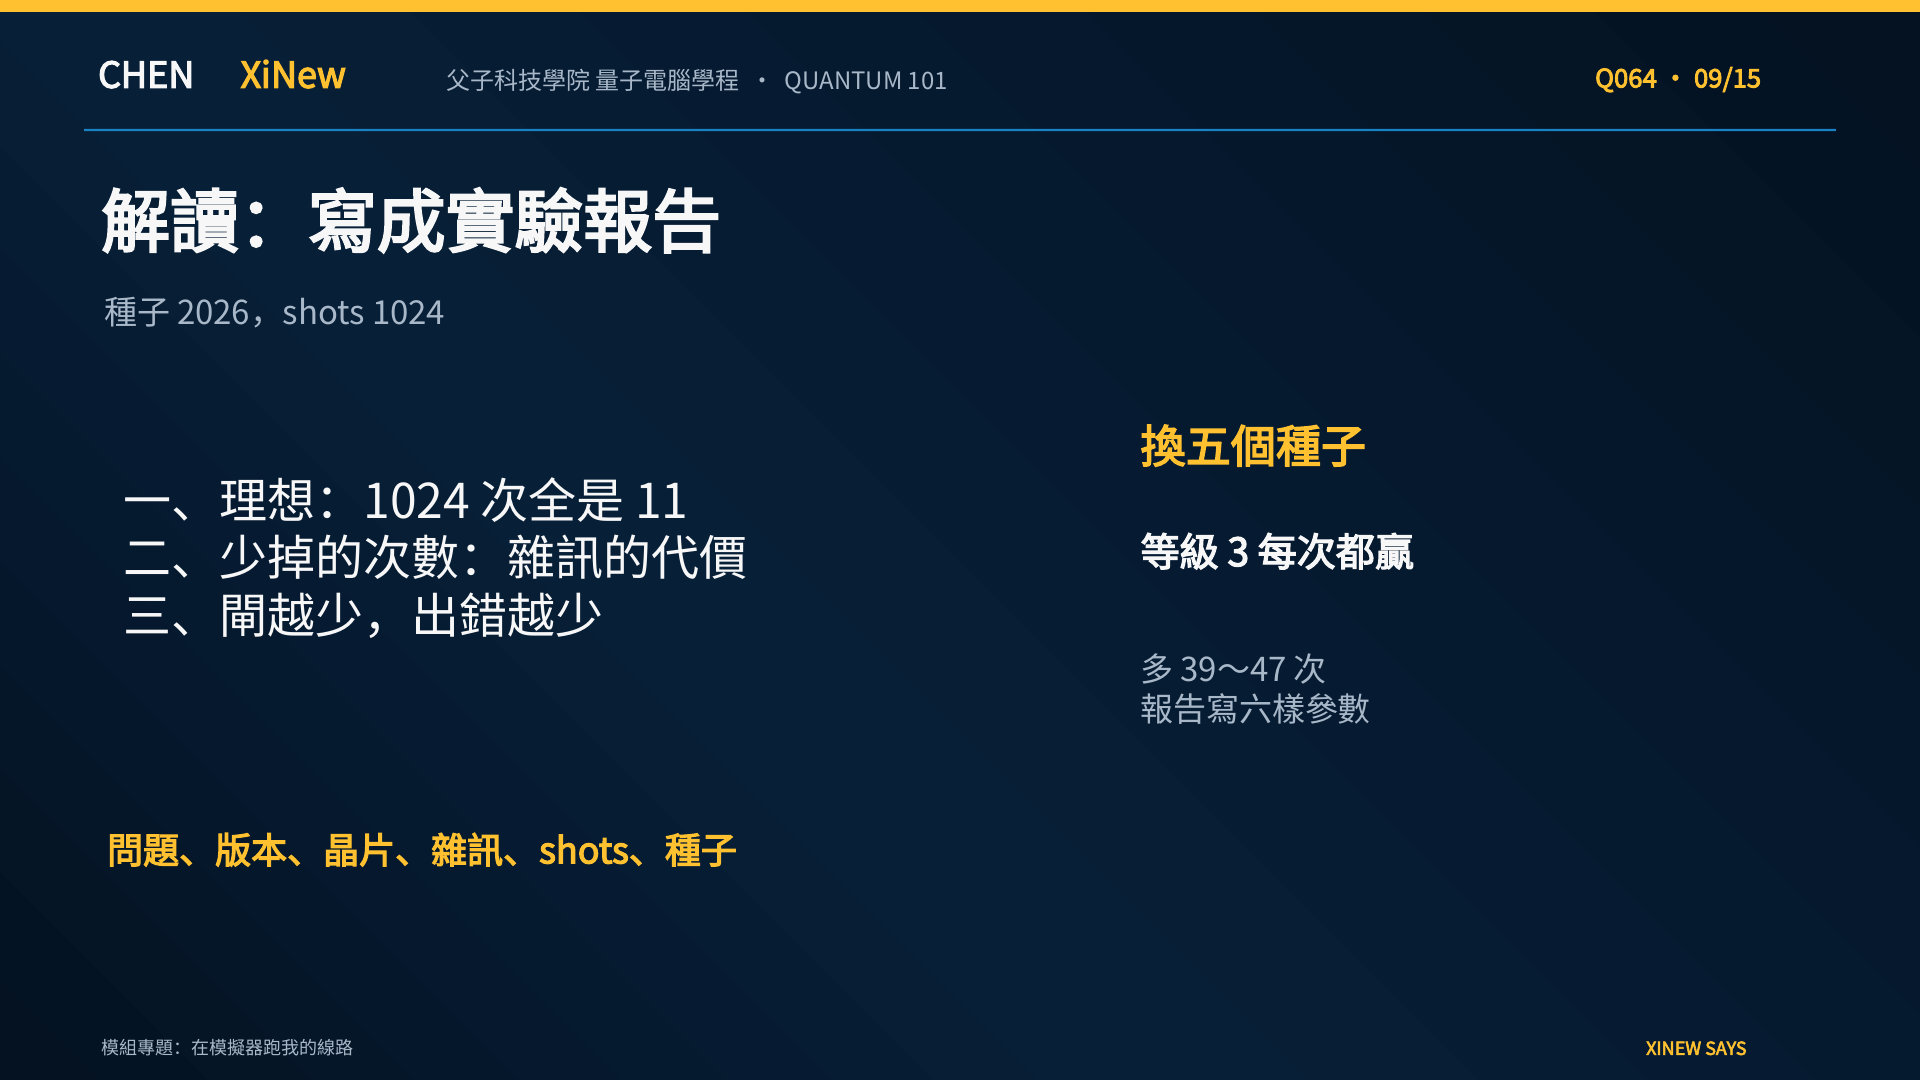 CHEN XiNew 父子科技學院 量子電腦學程 · QUANTUM 101 Q064 · 09/15
解讀：寫成實驗報告
種子 2026，shots 1024
一、理想：1024 次全是 11
二、少掉的次數：雜訊的代價
三、閘越少，出錯越少
換五個種子
等級 3 每次都贏
多 39～47 次
報告寫六樣參數
問題、版本、晶片、雜訊、shots、種子
模組專題：在模擬器跑我的線路
XINEW SAYS